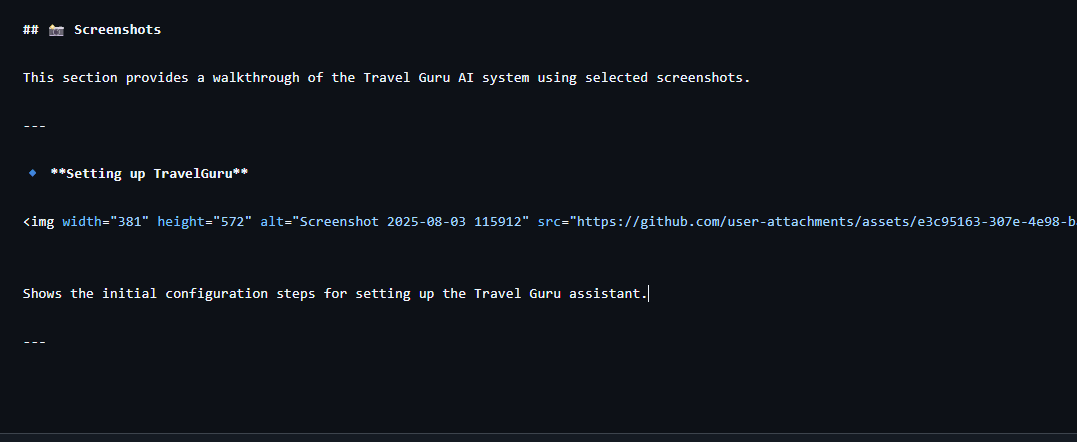 ## 📸 Screenshots
This section provides a walkthrough of the Travel Guru AI system using selected screenshots.
---
🔹 **Setting up TravelGuru**
<img width="381" height="572" alt="Screenshot 2025-08-03 115912" src="https://github.com/user-attachments/assets/e3c95163-307e-4e98-b
Shows the initial configuration steps for setting up the Travel Guru assistant.
---